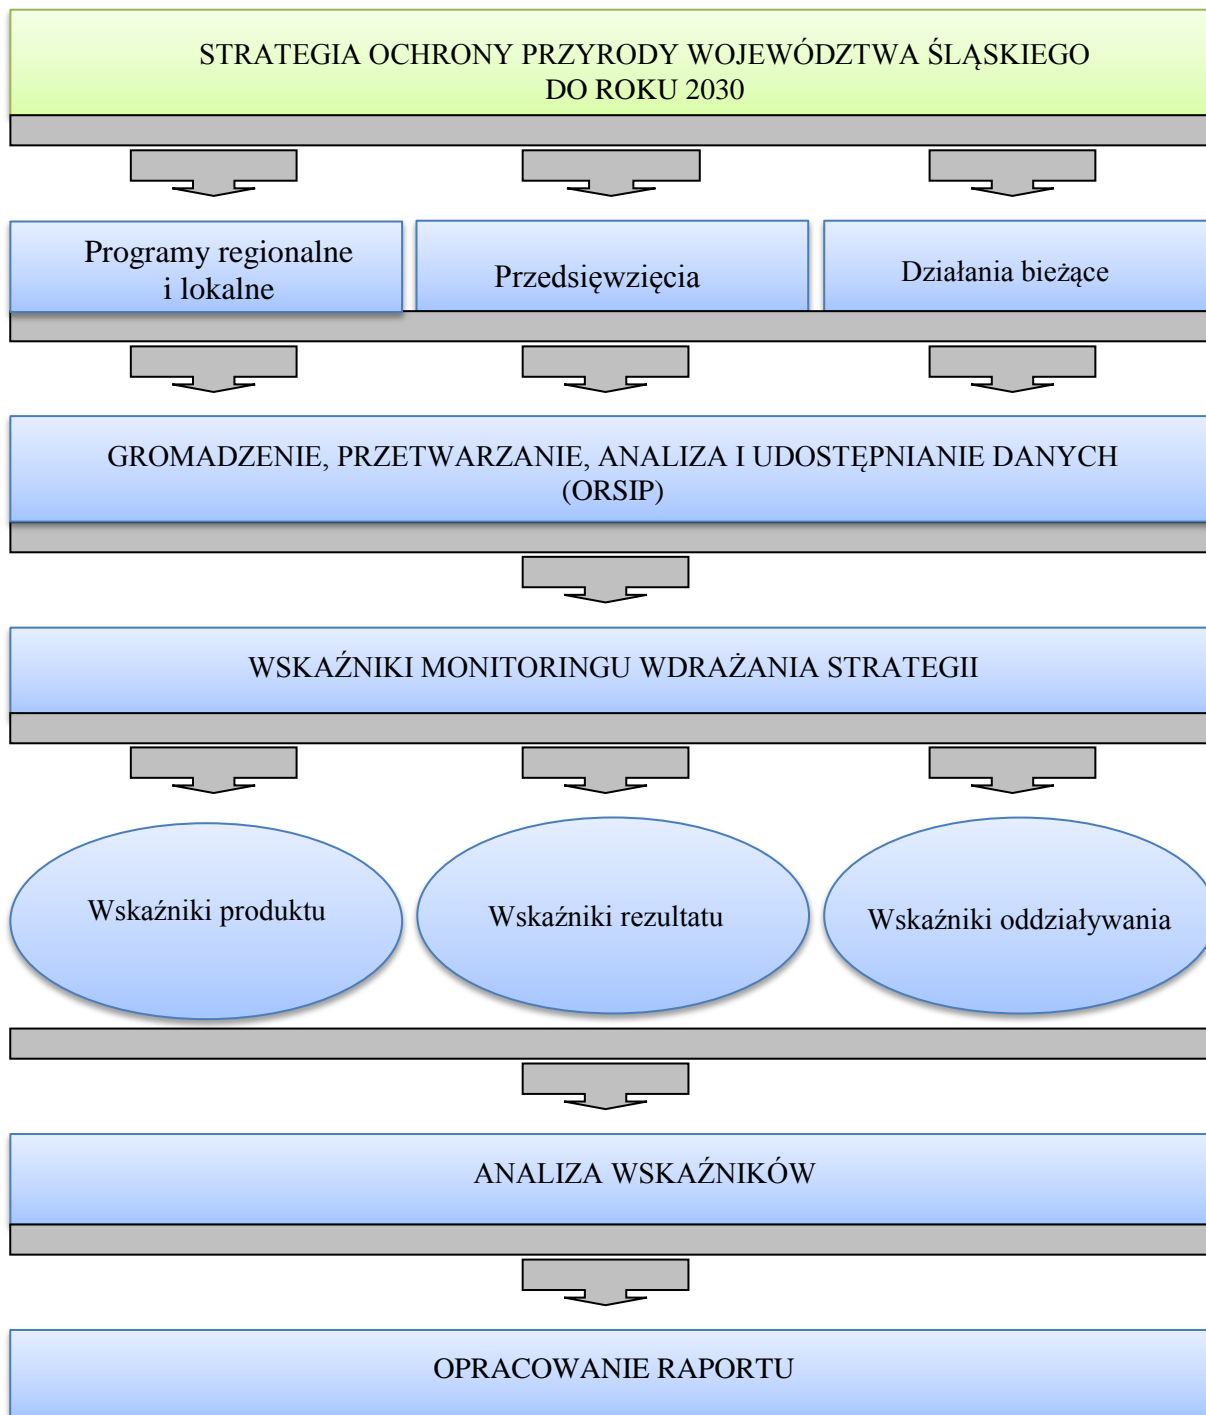 STRATEGIA OCHRONY PRZYRODY WOJEWÓDZTWA ŚLĄSKIEGO
DO ROKU 2030
Programy regionalne
i lokalne
Przedsięwzięcia
Działania bieżące
GROMADZENIE, PRZETWARZANIE, ANALIZA I UDOSTĘPNIANIE DANYCH
(ORSIP)
WSKAŹNIKI MONITORINGU WDRAŻANIA STRATEGII
Wskaźniki produktu
Wskaźniki rezultatu
Wskaźniki oddziaływania
ANALIZA WSKAŹNIKÓW
OPRACOWANIE RAPORTU